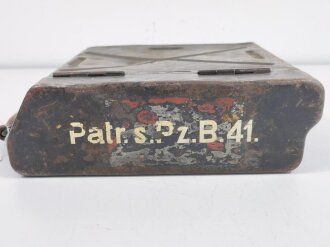 Patr. s. Pz. B. 41.